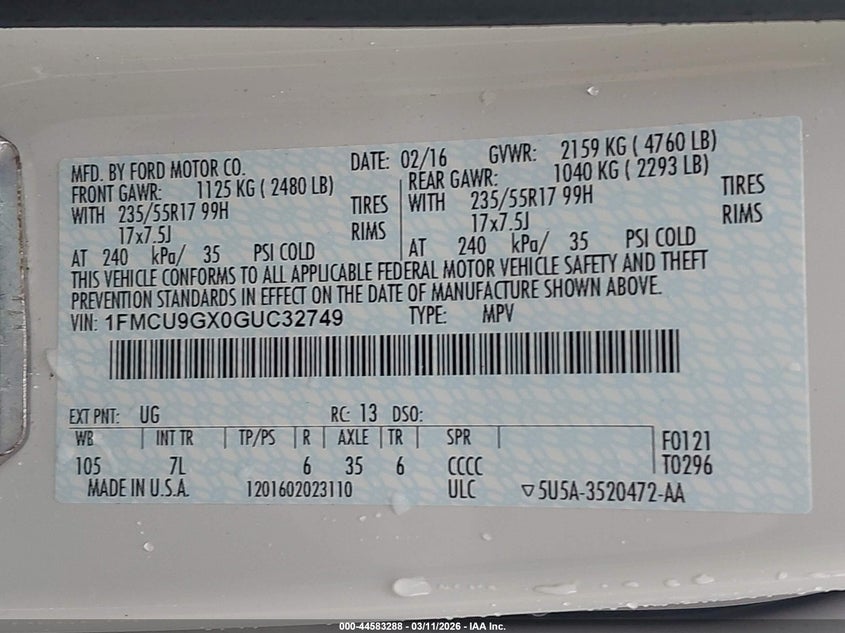 MFD. BY FORD MOTOR CO. DATE: 02/16 GVWR: 2159 KG ( 4760 LB)
FRONT GAWR: 1125 KG ( 2480 LB) REAR GAWR: 1040 KG ( 2293 LB)
WITH 235/55R17 99H TIRES WITH 235/55R17 99H TIRES
17x7.5J RIMS 17x7.5J RIMS
AT 240 kPa/ 35 PSI COLD AT 240 kPa/ 35 PSI COLD
THIS VEHICLE CONFORMS TO ALL APPLICABLE FEDERAL MOTOR VEHICLE SAFETY AND THEFT
PREVENTION STANDARDS IN EFFECT ON THE DATE OF MANUFACTURE SHOWN ABOVE.
VIN: 1FMCU9GX0GUC32749 TYPE: MPV
EXT PNT: UG RC: 13 DSO:
WB INT TR TP/PS R AXLE TR SPR F0121
105 7L 6 35 6 CCCC T0296
MADE IN U.S.A. 1201602023110 ULC ▽5U5A-3520472-AA
000-44583288 - 03/11/2026 - IAA Inc.